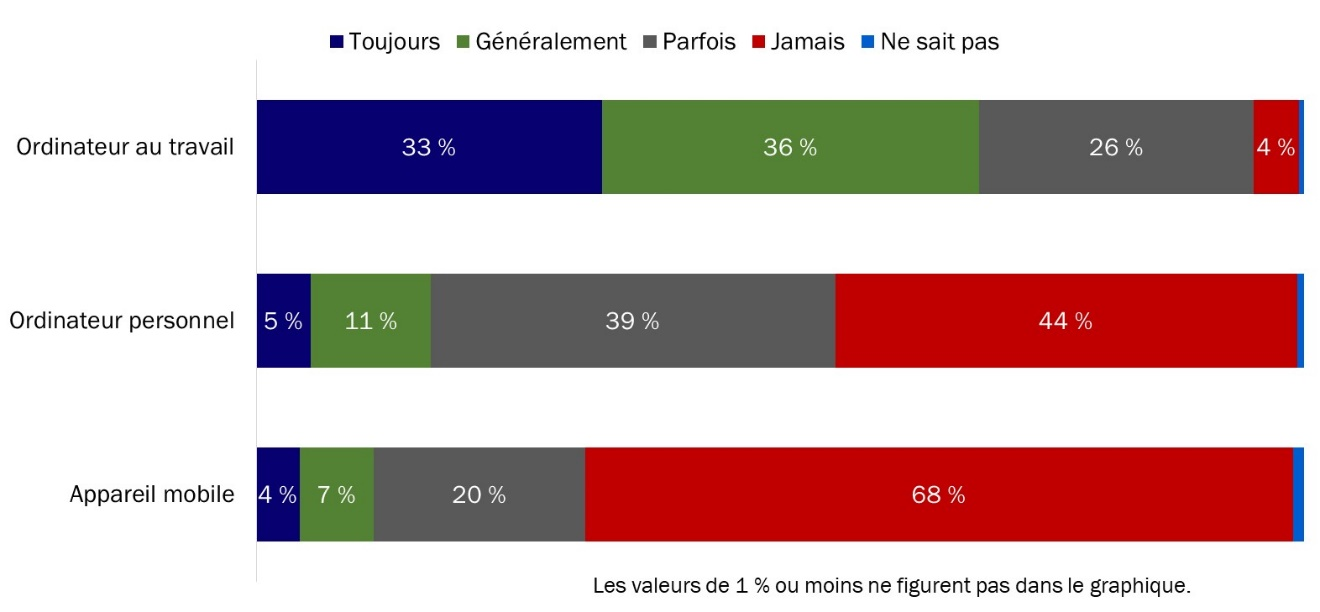 Toujours Généralement Parfois Jamais Ne sait pas
Ordinateur au travail 33 % 36 % 26 % 4 %
Ordinateur personnel 5 % 11 % 39 % 44 %
Appareil mobile 4 % 7 % 20 % 68 %
Les valeurs de 1 % ou moins ne figurent pas dans le graphique.